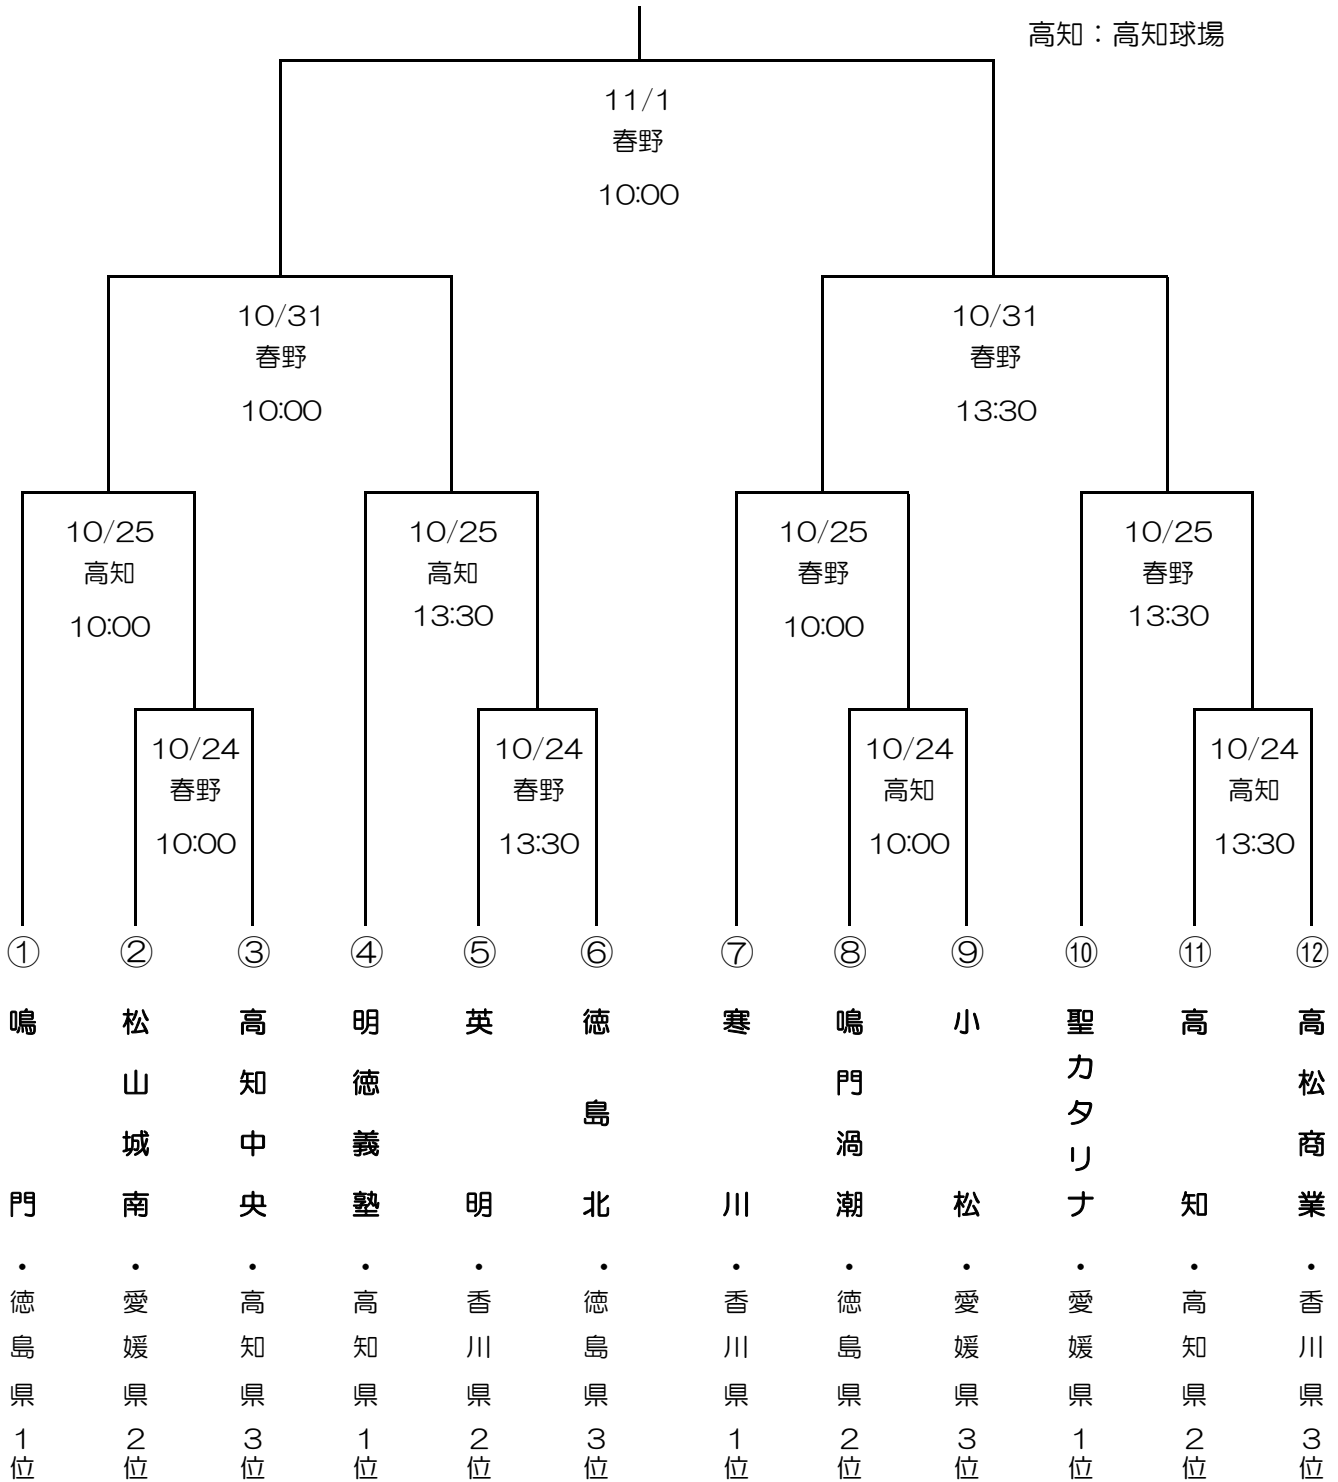 高知：高知球場
11/1
春野
10:00
10/31
春野
10:00
10/31
春野
13:30
10/25
高知
10:00
10/25
高知
13:30
10/25
春野
10:00
10/25
春野
13:30
10/24
春野
10:00
10/24
春野
13:30
10/24
高知
10:00
10/24
高知
13:30
①
鳴門・徳島県1位
②
松山城南・愛媛県2位
③
高知中央・高知県3位
④
明徳義塾・高知県1位
⑤
英明・香川県2位
⑥
徳島北・徳島県3位
⑦
寒川・香川県1位
⑧
鳴門渦潮・徳島県2位
⑨
小松・愛媛県3位
⑩
聖カタリナ・愛媛県1位
⑪
高知・高知県2位
⑫
高松商業・香川県3位